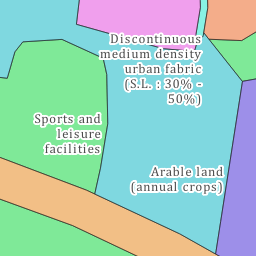 Discontinuous
medium density
urban fabric
(S.L. : 30% -
50%)
Sports and
leisure
facilities
Arable land
(annual crops)